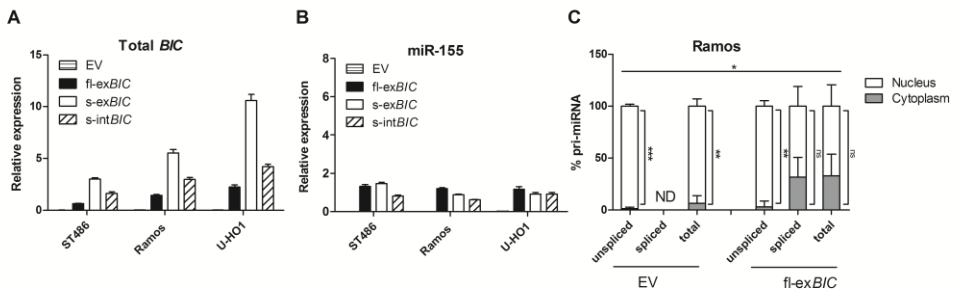 A
Total BIC
EV
fl-exBIC
s-exBIC
s-intBIC
Relative expression
15
10
5
0
ST486
Ramos
U-HO1
B
miR-155
EV
fl-exBIC
s-exBIC
s-intBIC
Relative expression
8
6
4
2
0
ST486
Ramos
U-HO1
C
Ramos
*
Nucleus
Cytoplasm
% pri-miRNA
150
100
50
0
***
ND
**
**
ns
ns
unspliced
spliced
total
unspliced
spliced
total
EV
fl-exBIC